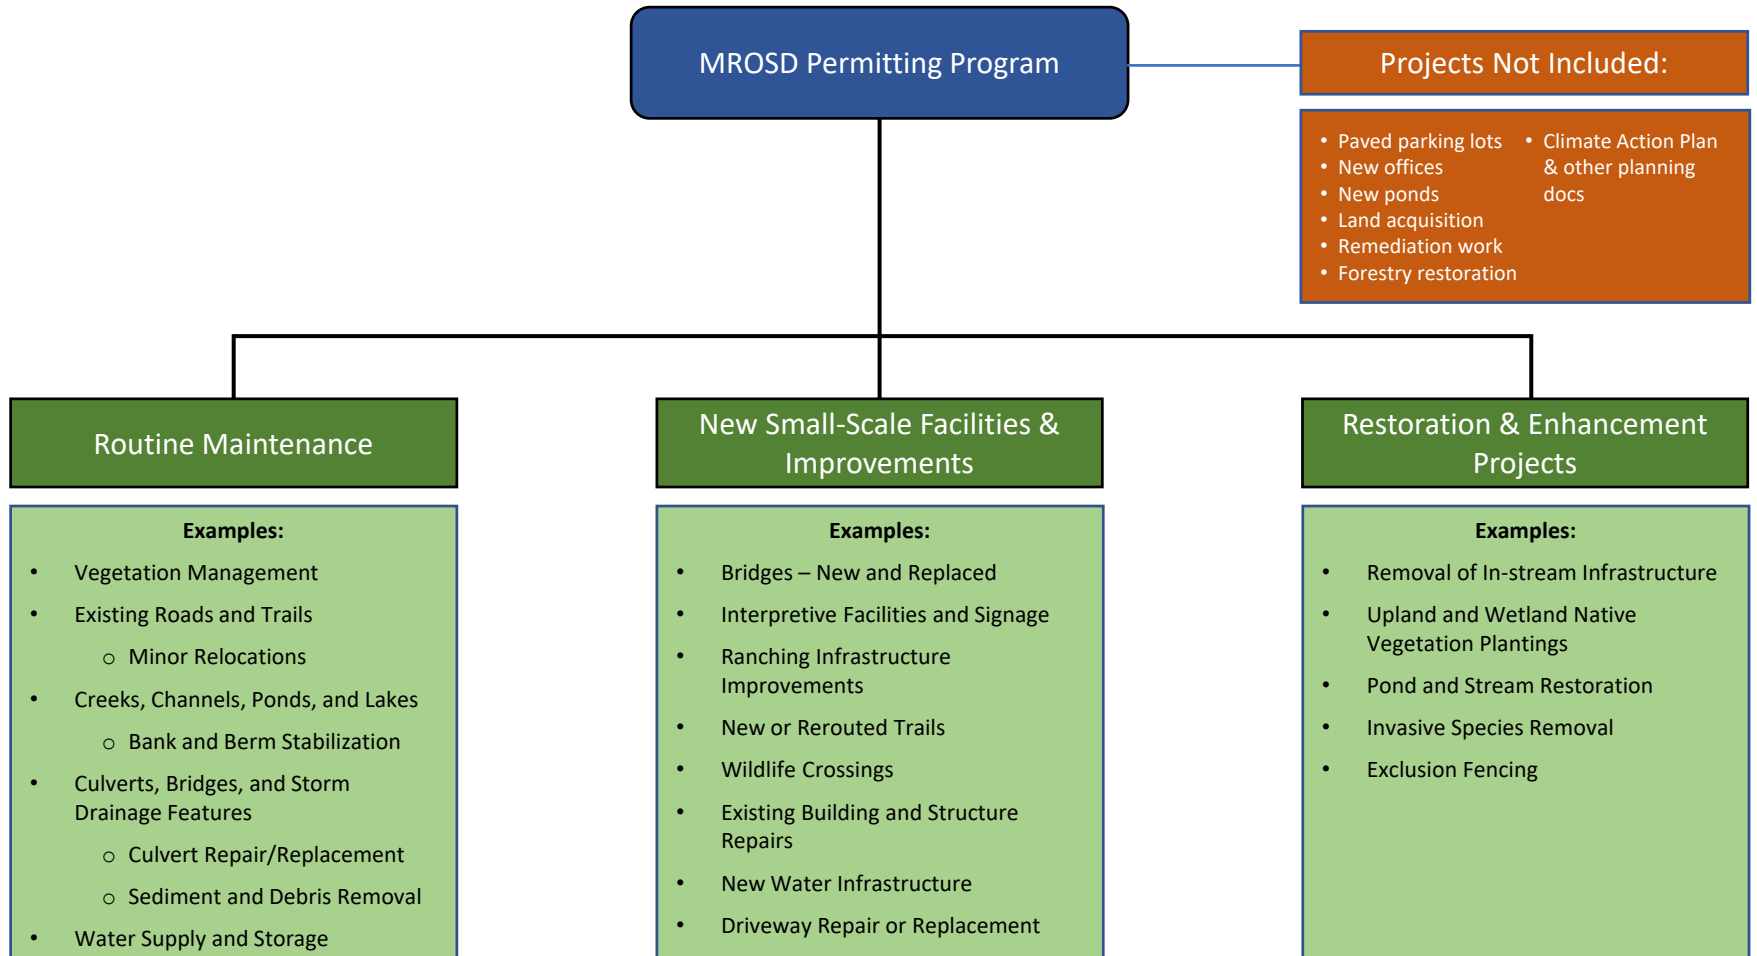 MROSD Permitting Program
Projects Not Included:
• Paved parking lots
• New offices
• New ponds
• Land acquisition
• Remediation work
• Forestry restoration
• Climate Action Plan
& other planning
docs
Routine Maintenance
Examples:
• Vegetation Management
• Existing Roads and Trails
o Minor Relocations
• Creeks, Channels, Ponds, and Lakes
o Bank and Berm Stabilization
• Culverts, Bridges, and Storm
Drainage Features
o Culvert Repair/Replacement
o Sediment and Debris Removal
• Water Supply and Storage
New Small-Scale Facilities &
Improvements
Examples:
• Bridges – New and Replaced
• Interpretive Facilities and Signage
• Ranching Infrastructure
Improvements
• New or Rerouted Trails
• Wildlife Crossings
• Existing Building and Structure
Repairs
• New Water Infrastructure
• Driveway Repair or Replacement
Restoration & Enhancement
Projects
Examples:
• Removal of In-stream Infrastructure
• Upland and Wetland Native
Vegetation Plantings
• Pond and Stream Restoration
• Invasive Species Removal
• Exclusion Fencing